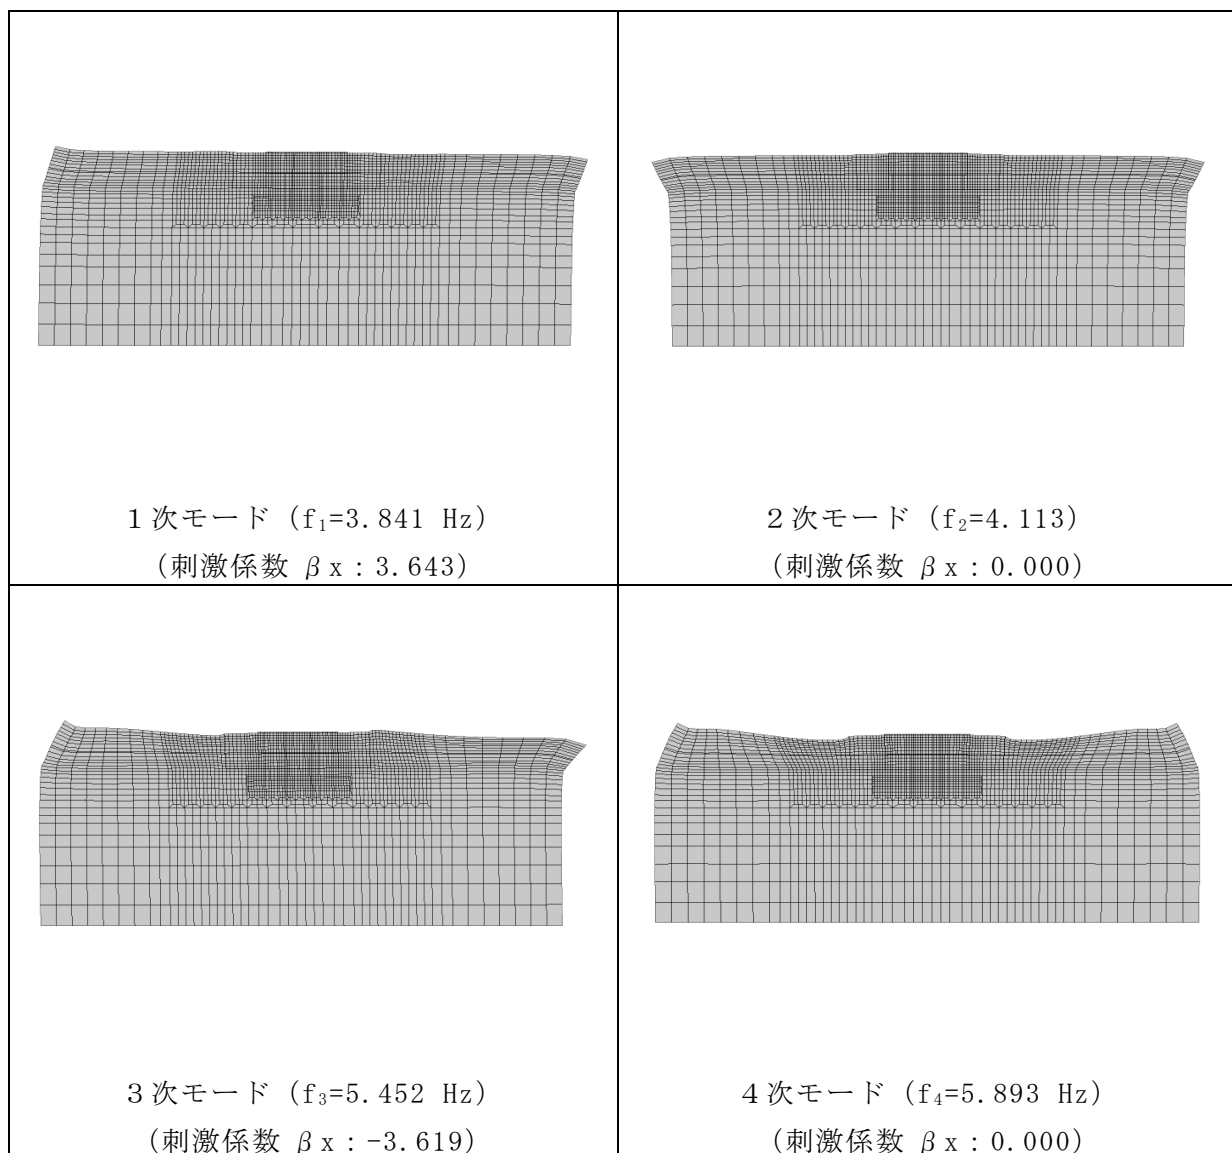 １次モード (f₁=3.841 Hz)
(刺激係数 βx：3.643)
２次モード (f₂=4.113)
(刺激係数 βx：0.000)
３次モード (f₃=5.452 Hz)
(刺激係数 βx：-3.619)
４次モード (f₄=5.893 Hz)
(刺激係数 βx：0.000)